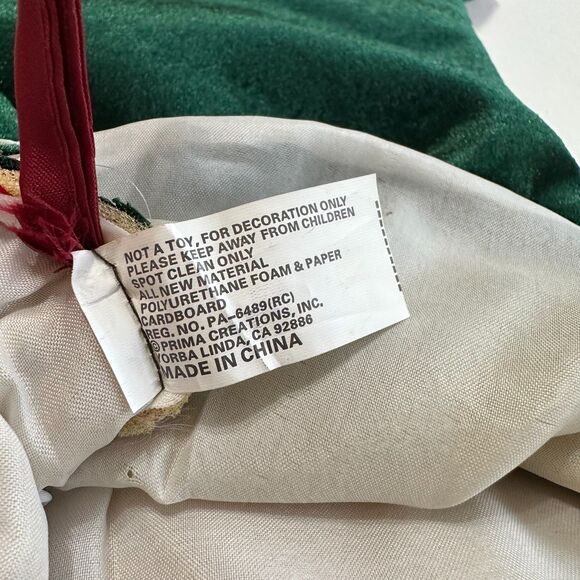 NOT A TOY, FOR DECORATION ONLY
PLEASE KEEP AWAY FROM CHILDREN
SPOT CLEAN ONLY
ALL NEW MATERIAL
POLYURETHANE FOAM & PAPER
CARDBOARD
REG. NO. PA-6489(RC)
©PRIMA CREATIONS, INC.
YORBA LINDA, CA 92886
MADE IN CHINA